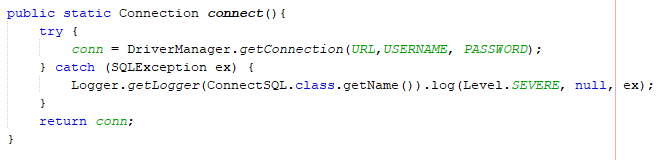 public static Connection connect(){
    try {
        conn = DriverManager.getConnection(URL,USERNAME, PASSWORD);
    } catch (SQLException ex) {
        Logger.getLogger(ConnectSQL.class.getName()).log(Level.SEVERE, null, ex);
    }
    return conn;
}